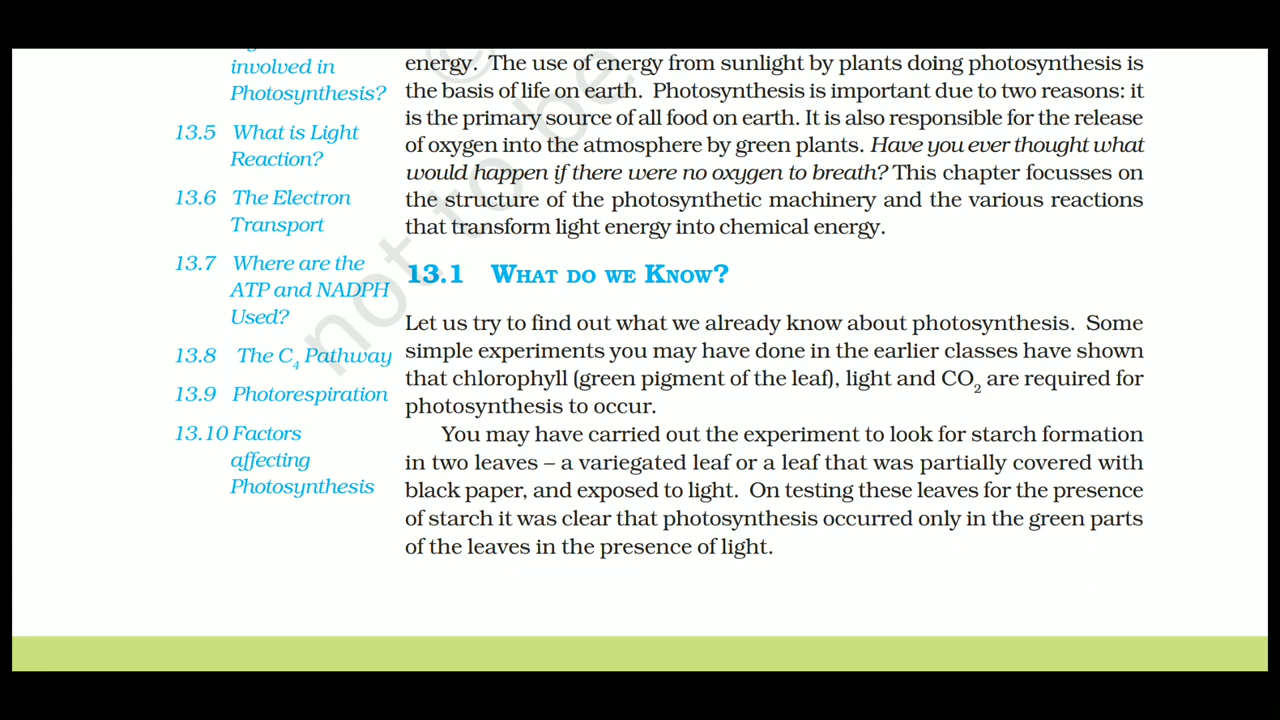 involved in
Photosynthesis?
13.5 What is Light
Reaction?
13.6 The Electron
Transport
13.7 Where are the
ATP and NADPH
Used?
13.8 The C₄ Pathway
13.9 Photorespiration
13.10 Factors
affecting
Photosynthesis
energy. The use of energy from sunlight by plants doing photosynthesis is
the basis of life on earth. Photosynthesis is important due to two reasons: it
is the primary source of all food on earth. It is also responsible for the release
of oxygen into the atmosphere by green plants. Have you ever thought what
would happen if there were no oxygen to breath? This chapter focusses on
the structure of the photosynthetic machinery and the various reactions
that transform light energy into chemical energy.
13.1 What do we Know?
Let us try to find out what we already know about photosynthesis. Some
simple experiments you may have done in the earlier classes have shown
that chlorophyll (green pigment of the leaf), light and CO₂ are required for
photosynthesis to occur.
You may have carried out the experiment to look for starch formation
in two leaves – a variegated leaf or a leaf that was partially covered with
black paper, and exposed to light. On testing these leaves for the presence
of starch it was clear that photosynthesis occurred only in the green parts
of the leaves in the presence of light.
©
not to be